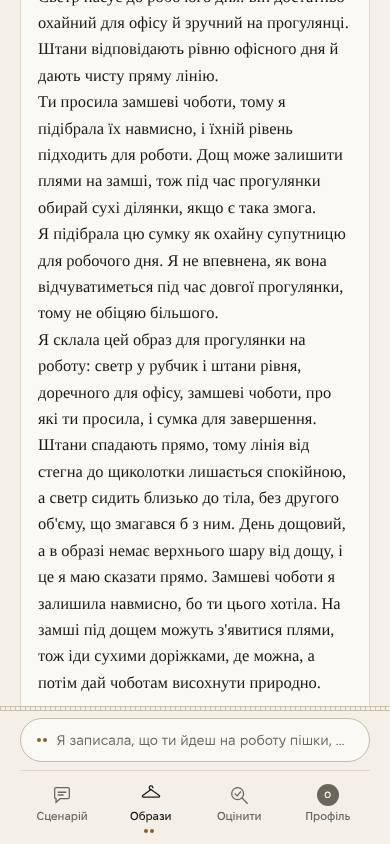 охайний для офісу й зручний на прогулянці.
Штани відповідають рівню офісного дня й
дають чисту пряму лінію.
Ти просила замшеві чоботи, тому я
підібрала їх навмисно, і їхній рівень
підходить для роботи. Дощ може залишити
плями на замші, тож під час прогулянки
обирай сухі ділянки, якщо є така змога.
Я підібрала цю сумку як охайну супутницю
для робочого дня. Я не впевнена, як вона
відчуватиметься під час довгої прогулянки,
тому не обіцяю більшого.
Я склала цей образ для прогулянки на
роботу: светр у рубчик і штани рівня,
доречного для офісу, замшеві чоботи, про
які ти просила, і сумка для завершення.
Штани спадають прямо, тому лінія від
стегна до щиколотки лишається спокійною,
а светр сидить близько до тіла, без другого
об'єму, що змагався б з ним. День дощовий,
а в образі немає верхнього шару від дощу, і
це я маю сказати прямо. Замшеві чоботи я
залишила навмисно, бо ти цього хотіла. На
замші під дощем можуть з'явитися плями,
тож іди сухими доріжками, де можна, а
потім дай чоботам висохнути природно.
Я записала, що ти йдеш на роботу пішки, ...
Сценарій
Образи
Оцінити
О
Профіль